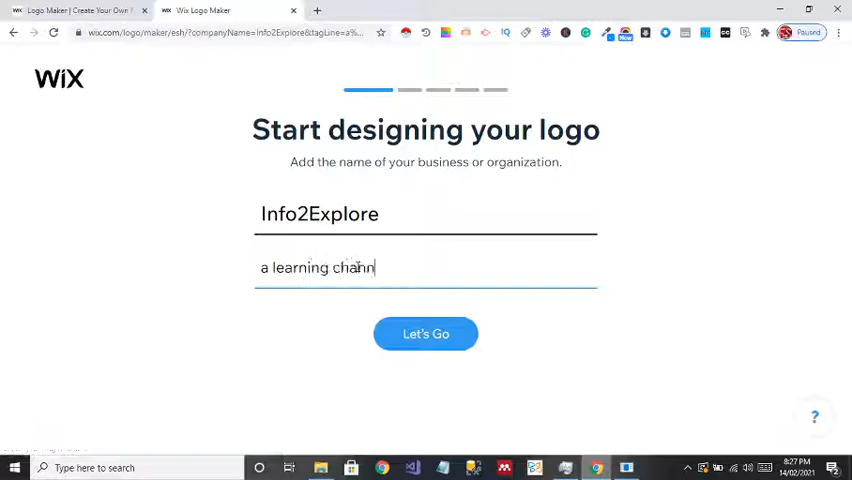 Logo Maker | Create Your Own
Wix Logo Maker
wix.com/logo/maker/esh/?companyName=Info2Explore&tagLine=a%...
Paused
WiX
Start designing your logo
Add the name of your business or organization.
Info2Explore
a learning chann
Let's Go
?
Type here to search
8:27 PM
14/02/2021